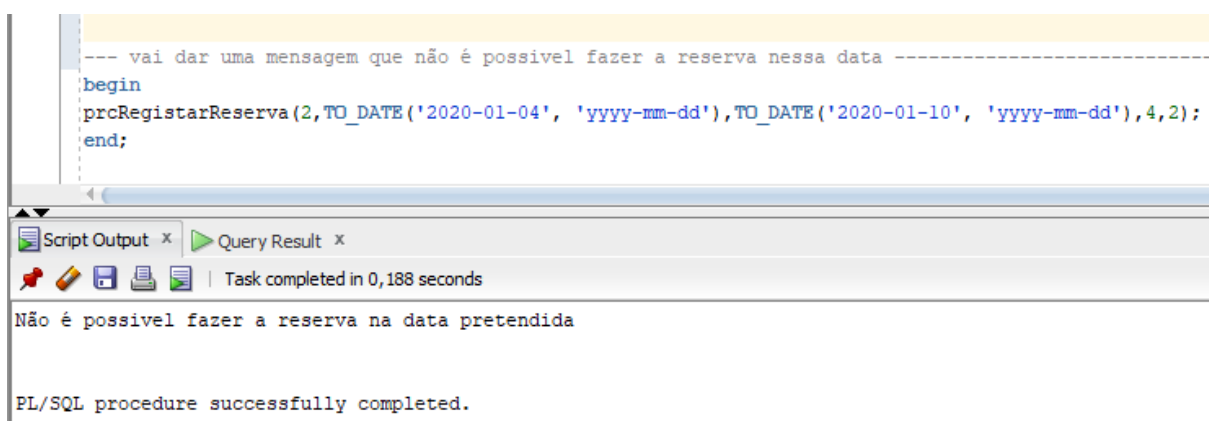 --- vai dar uma mensagem que não é possivel fazer a reserva nessa data ----------------------------
begin
prcRegistarReserva(2,TO_DATE('2020-01-04', 'yyyy-mm-dd'),TO_DATE('2020-01-10', 'yyyy-mm-dd'),4,2);
end;
Script Output x Query Result x
Task completed in 0,188 seconds
Não é possivel fazer a reserva na data pretendida
PL/SQL procedure successfully completed.